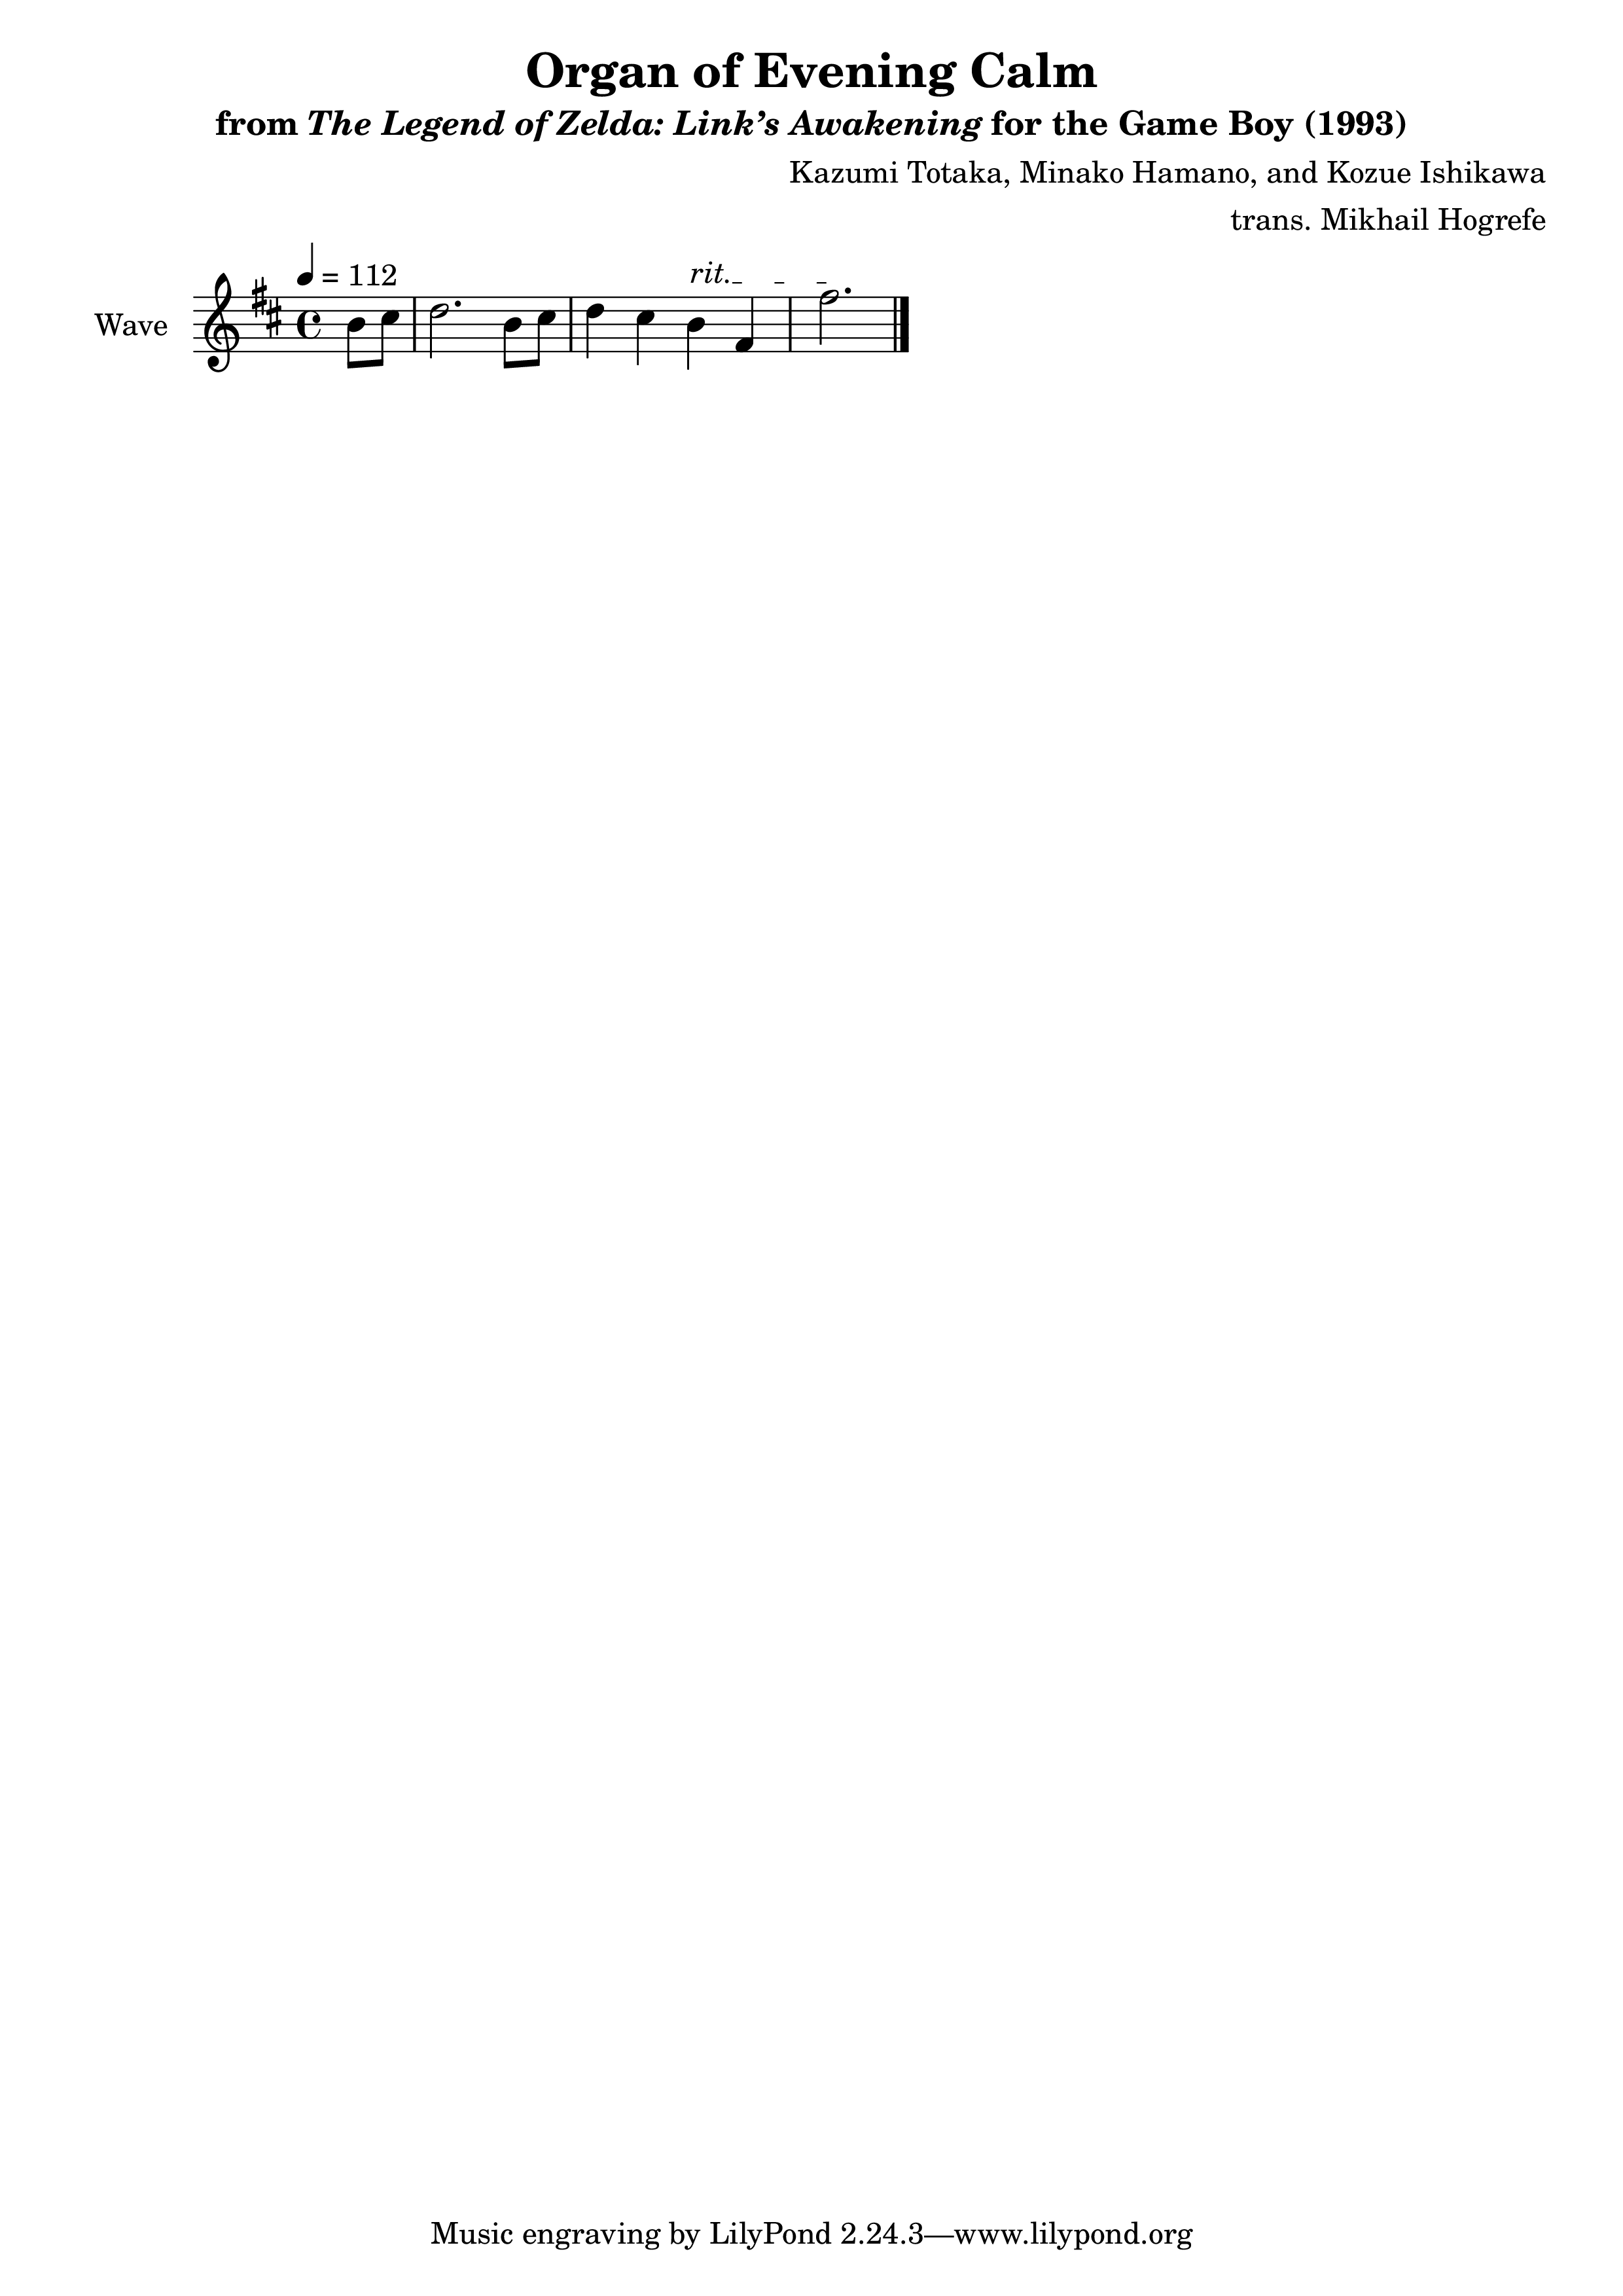 Organ of Evening Calm
from The Legend of Zelda: Link’s Awakening for the Game Boy (1993)
Kazumi Totaka, Minako Hamano, and Kozue Ishikawa
trans. Mikhail Hogrefe
= 112
rit.
Wave
Music engraving by LilyPond 2.24.3—www.lilypond.org